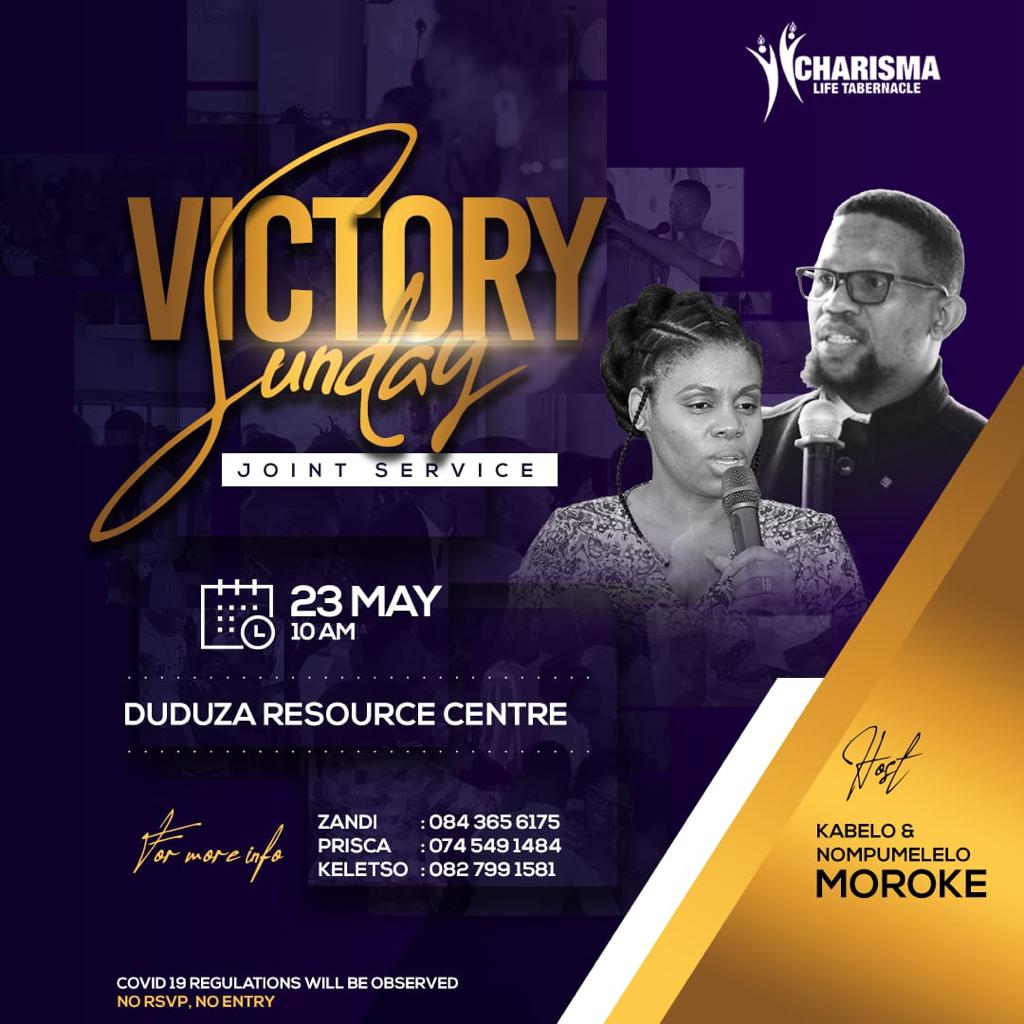 CHARISMA
LIFE TABERNACLE
VICTORY
Sunday
JOINT SERVICE
23 MAY
10 AM
DUDUZA RESOURCE CENTRE
For more info
ZANDI : 084 365 6175
PRISCA : 074 549 1484
KELETSO : 082 799 1581
Host
KABELO &
NOMPUMELELO
MOROKE
COVID 19 REGULATIONS WILL BE OBSERVED
NO RSVP, NO ENTRY